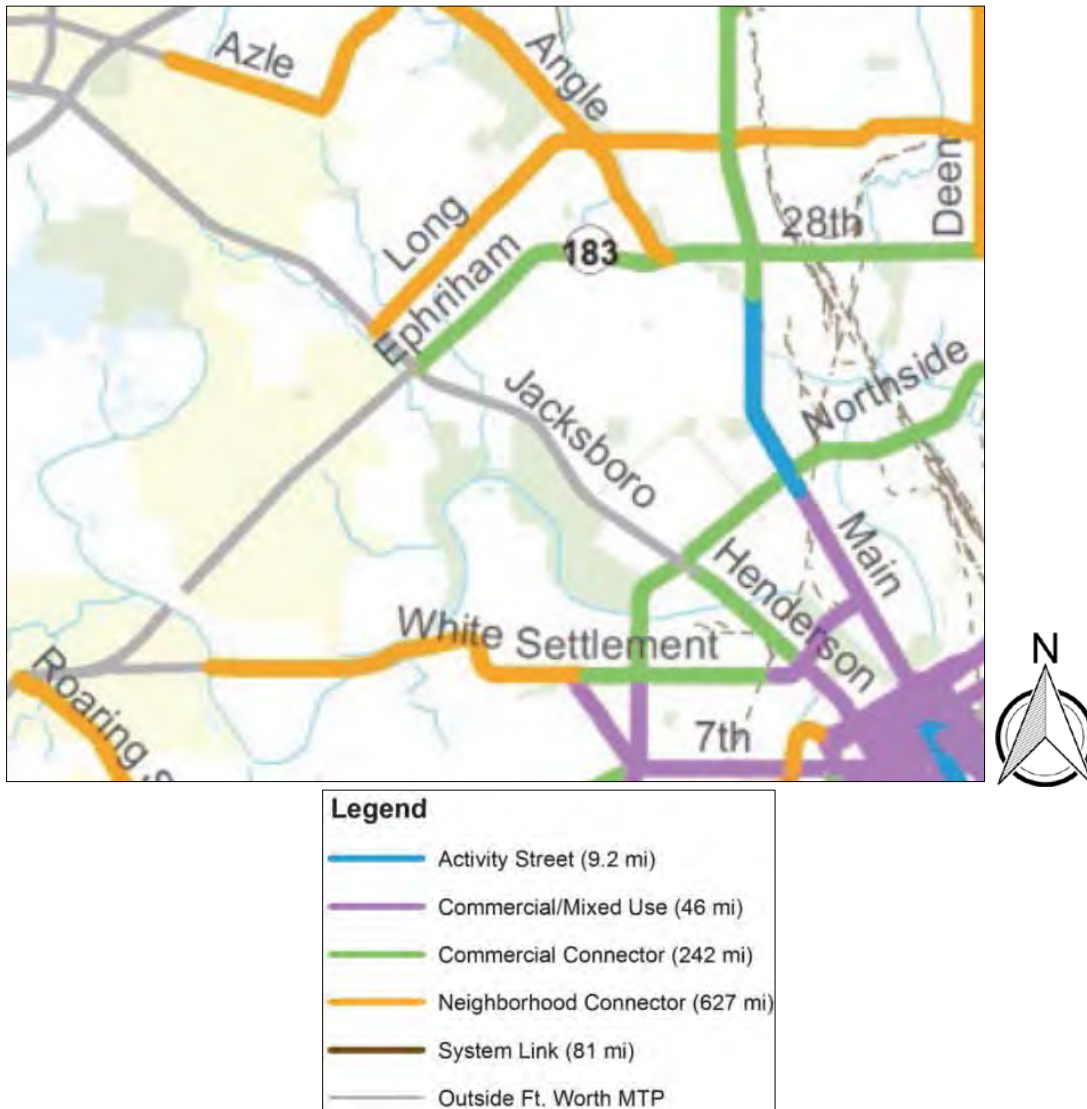 Azle
Angle
Long
Deen
28th
183
Ephriham
Jacksboro
Northside
Main
Henderson
White Settlement
Roaring S
7th
N
Legend
Activity Street (9.2 mi)
Commercial/Mixed Use (46 mi)
Commercial Connector (242 mi)
Neighborhood Connector (627 mi)
System Link (81 mi)
Outside Ft. Worth MTP